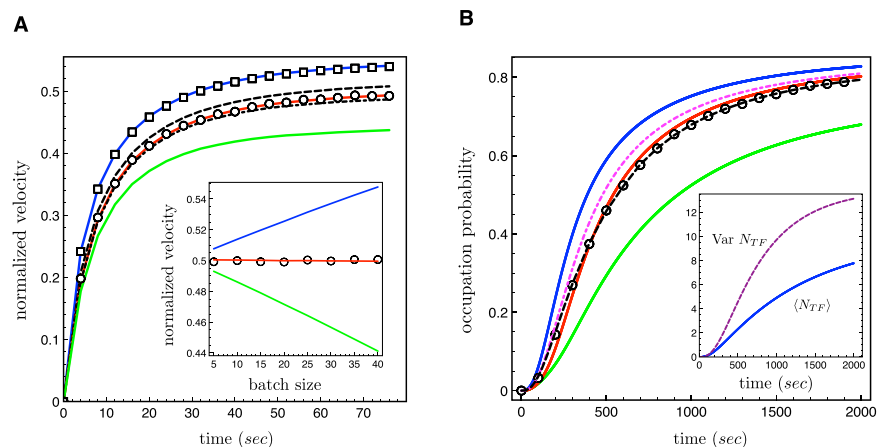 A
normalized velocity
0.5
0.4
0.3
0.2
0.1
0
0 10 20 30 40 50 60 70
time (sec)
normalized velocity
0.54
0.52
0.5
0.48
0.46
0.44
5 10 15 20 25 30 35 40
batch size
B
occupation probability
0.8
0.6
0.4
0.2
0
0 500 1000 1500 2000
time (sec)
12
10
8
6
4
2
0
0 500 1000 1500 2000
time (sec)
Var N_{TF}
⟨N_{TF}⟩